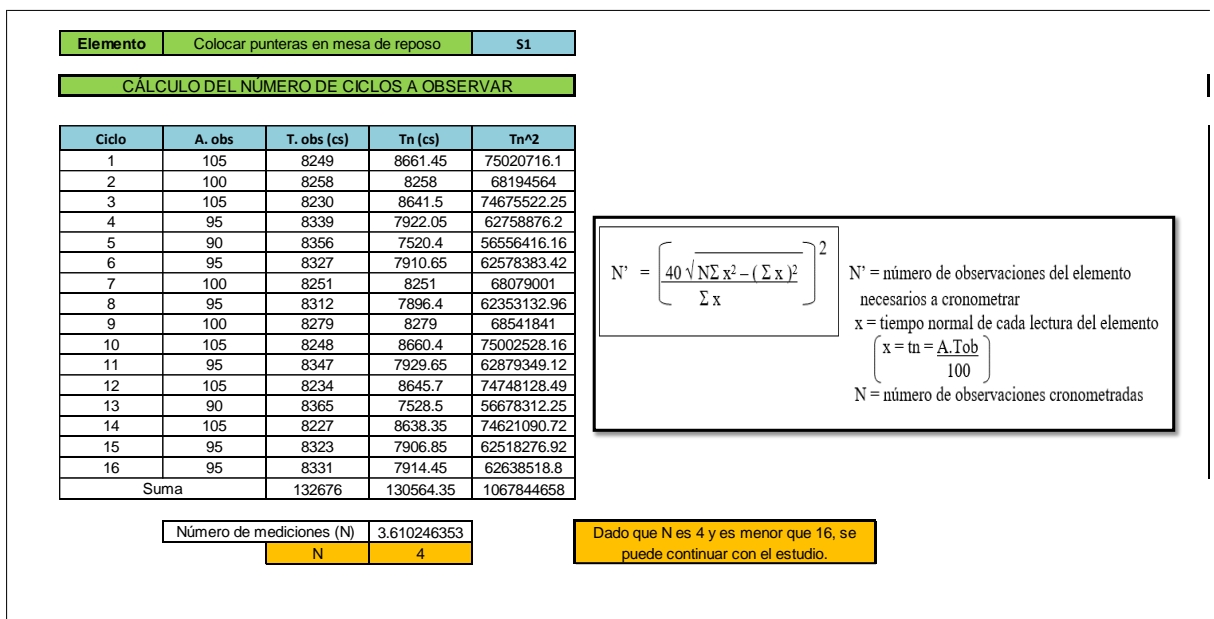 Elemento Colocar punteras en mesa de reposo S1
CÁLCULO DEL NÚMERO DE CICLOS A OBSERVAR
Ciclo A. obs T. obs (cs) Tn (cs) Tn^2
1 105 8249 8661.45 75020716.1
2 100 8258 8258 68194564
3 105 8230 8641.5 74675522.25
4 95 8339 7922.05 62758876.2
5 90 8356 7520.4 56556416.16
6 95 8327 7910.65 62578383.42
7 100 8251 8251 68079001
8 95 8312 7896.4 62353132.96
9 100 8279 8279 68541841
10 105 8248 8660.4 75002528.16
11 95 8347 7929.65 62879349.12
12 105 8234 8645.7 74748128.49
13 90 8365 7528.5 56678312.25
14 105 8227 8638.35 74621090.72
15 95 8323 7906.85 62518276.92
16 95 8331 7914.45 62638518.8
Suma 132676 130564.35 1067844658
N' = ( 40 √ NΣ x² – ( Σ x )² / Σ x ) 2
N' = número de observaciones del elemento
necesarios a cronometrar
x = tiempo normal de cada lectura del elemento
( x = tn = A.Tob
100 )
N = número de observaciones cronometradas
Número de mediciones (N) 3.610246353
N 4
Dado que N es 4 y es menor que 16, se
puede continuar con el estudio.